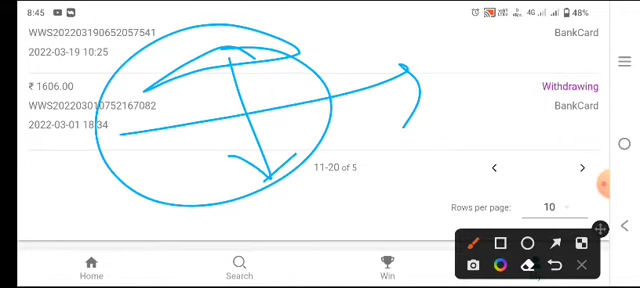 8:45 48%
4G
WWS202203190652057541 BankCard
2022-03-19 10:25
₹ 1606.00 Withdrawing
WWS202203010752167082 BankCard
2022-03-01 18:34
11-20 of 5
Rows per page: 10
Home Search Win